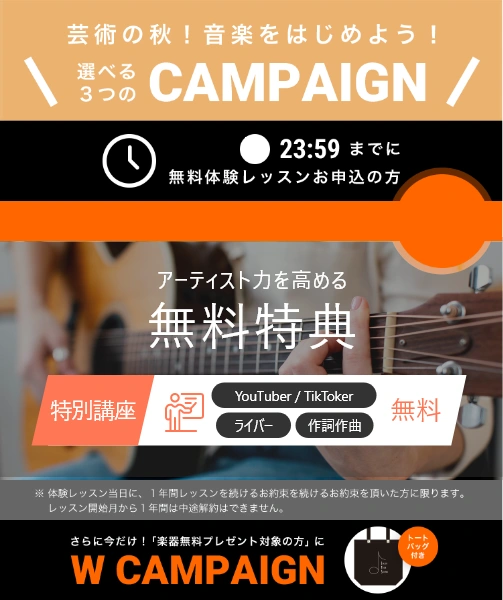 芸術の秋！音楽をはじめよう！
選べる
３つの
CAMPAIGN
23:59 までに
無料体験レッスンお申込の方
アーティスト力を高める
無料特典
特別講座
YouTuber / TikToker
ライバー
作詞作曲
無料
※ 体験レッスン当日に、１年間レッスンを続けるお約束を続けるお約束を頂いた方に限ります。
レッスン開始月から１年間は中途解約はできません。
さらに今だけ！「楽器無料プレゼント対象の方」に
W CAMPAIGN
トート
バッグ
付き